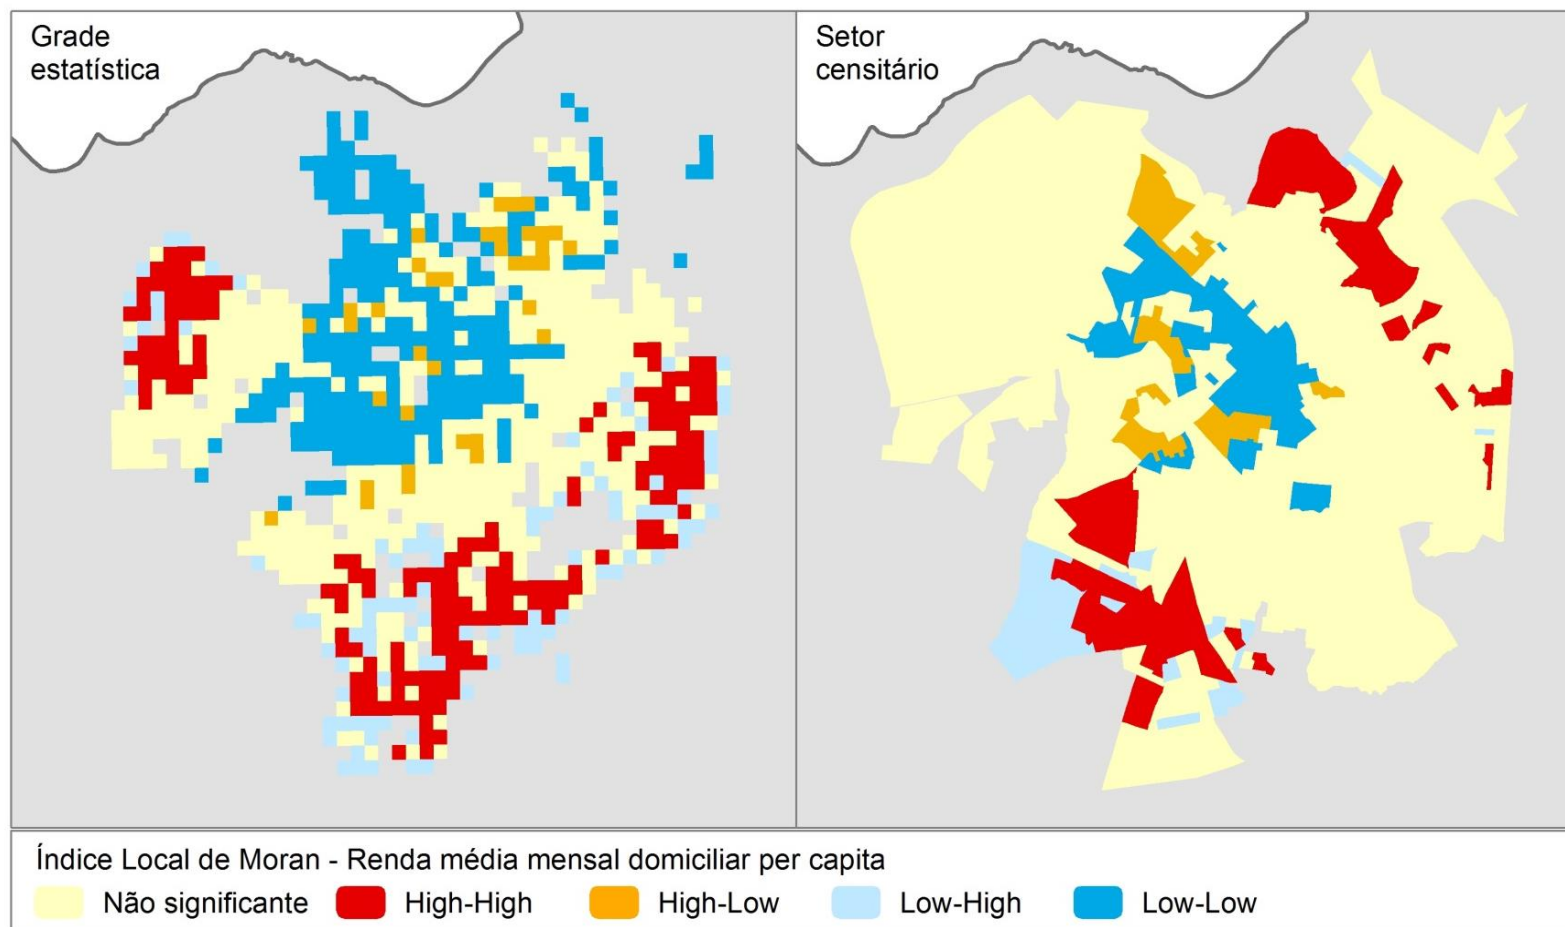 Grade
estatística
Setor
censitário
Índice Local de Moran - Renda média mensal domiciliar per capita
Não significante
High-High
High-Low
Low-High
Low-Low